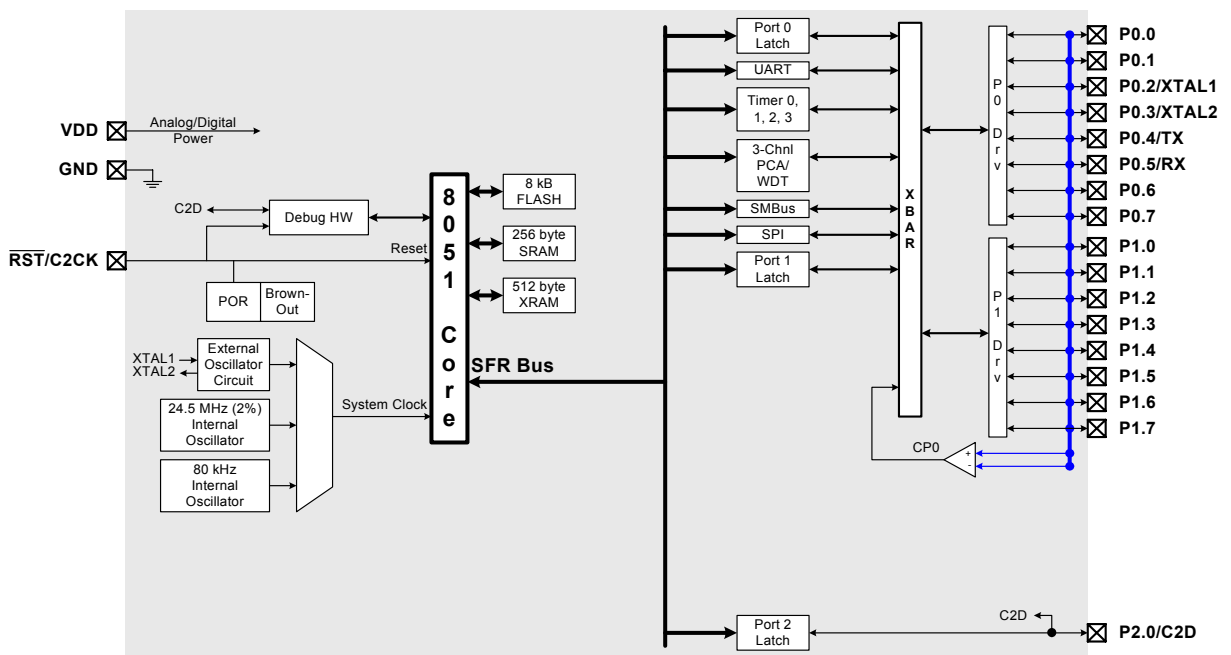 VDD
Analog/Digital
Power
GND
C2D
Debug HW
RST/C2CK
Reset
POR
Brown-
Out
XTAL1
XTAL2
External
Oscillator
Circuit
24.5 MHz (2%)
Internal
Oscillator
80 kHz
Internal
Oscillator
System Clock
8
0
5
1
C
o
r
e
8 kB
FLASH
256 byte
SRAM
512 byte
XRAM
SFR Bus
Port 0
Latch
UART
Timer 0,
1, 2, 3
3-Chnl
PCA/
WDT
SMBus
SPI
Port 1
Latch
X
B
A
R
P
0
D
r
v
P
1
D
r
v
CP0
+
-
P0.0
P0.1
P0.2/XTAL1
P0.3/XTAL2
P0.4/TX
P0.5/RX
P0.6
P0.7
P1.0
P1.1
P1.2
P1.3
P1.4
P1.5
P1.6
P1.7
Port 2
Latch
C2D
P2.0/C2D